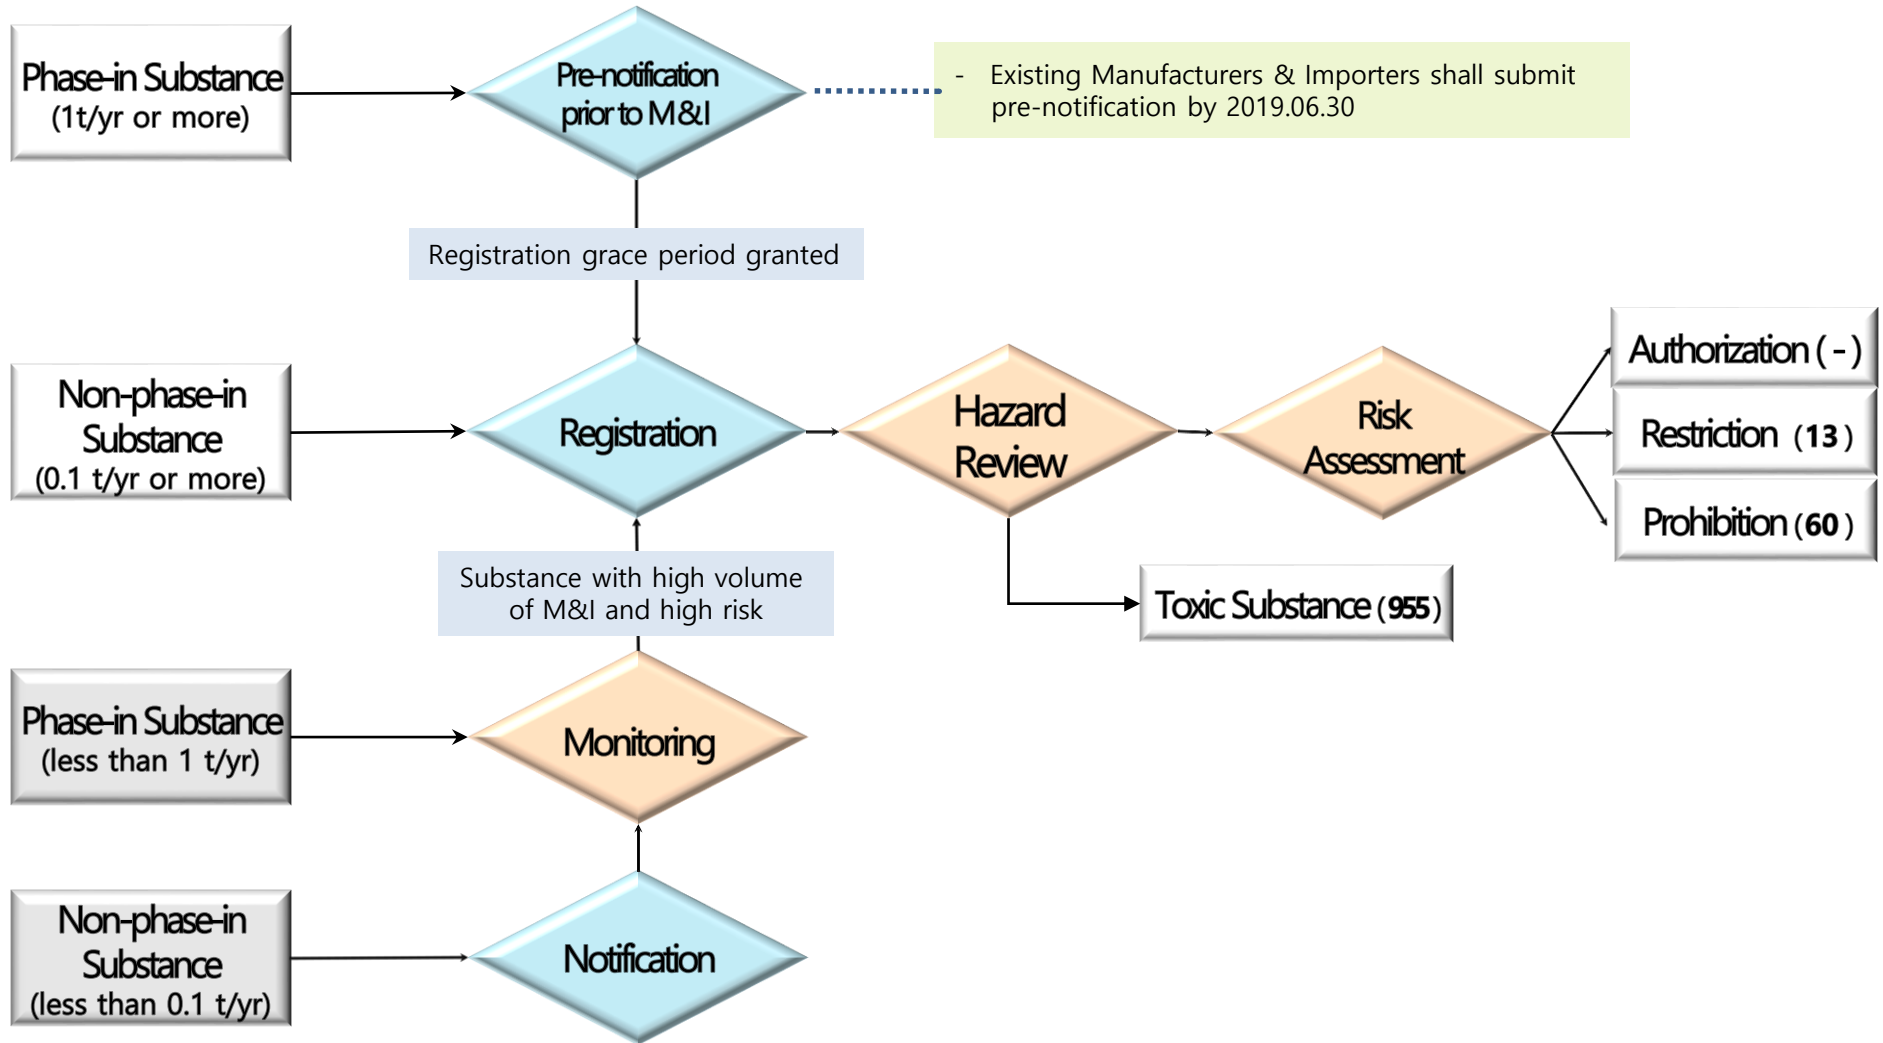 Phase-in Substance
(1t/yr or more)
Pre-notification
prior to M&I
- Existing Manufacturers & Importers shall submit
pre-notification by 2019.06.30
Registration grace period granted
Non-phase-in
Substance
(0.1 t/yr or more)
Registration
Hazard
Review
Risk
Assessment
Authorization ( - )
Restriction (13)
Prohibition (60)
Toxic Substance (955)
Substance with high volume
of M&I and high risk
Phase-in Substance
(less than 1 t/yr)
Monitoring
Non-phase-in
Substance
(less than 0.1 t/yr)
Notification